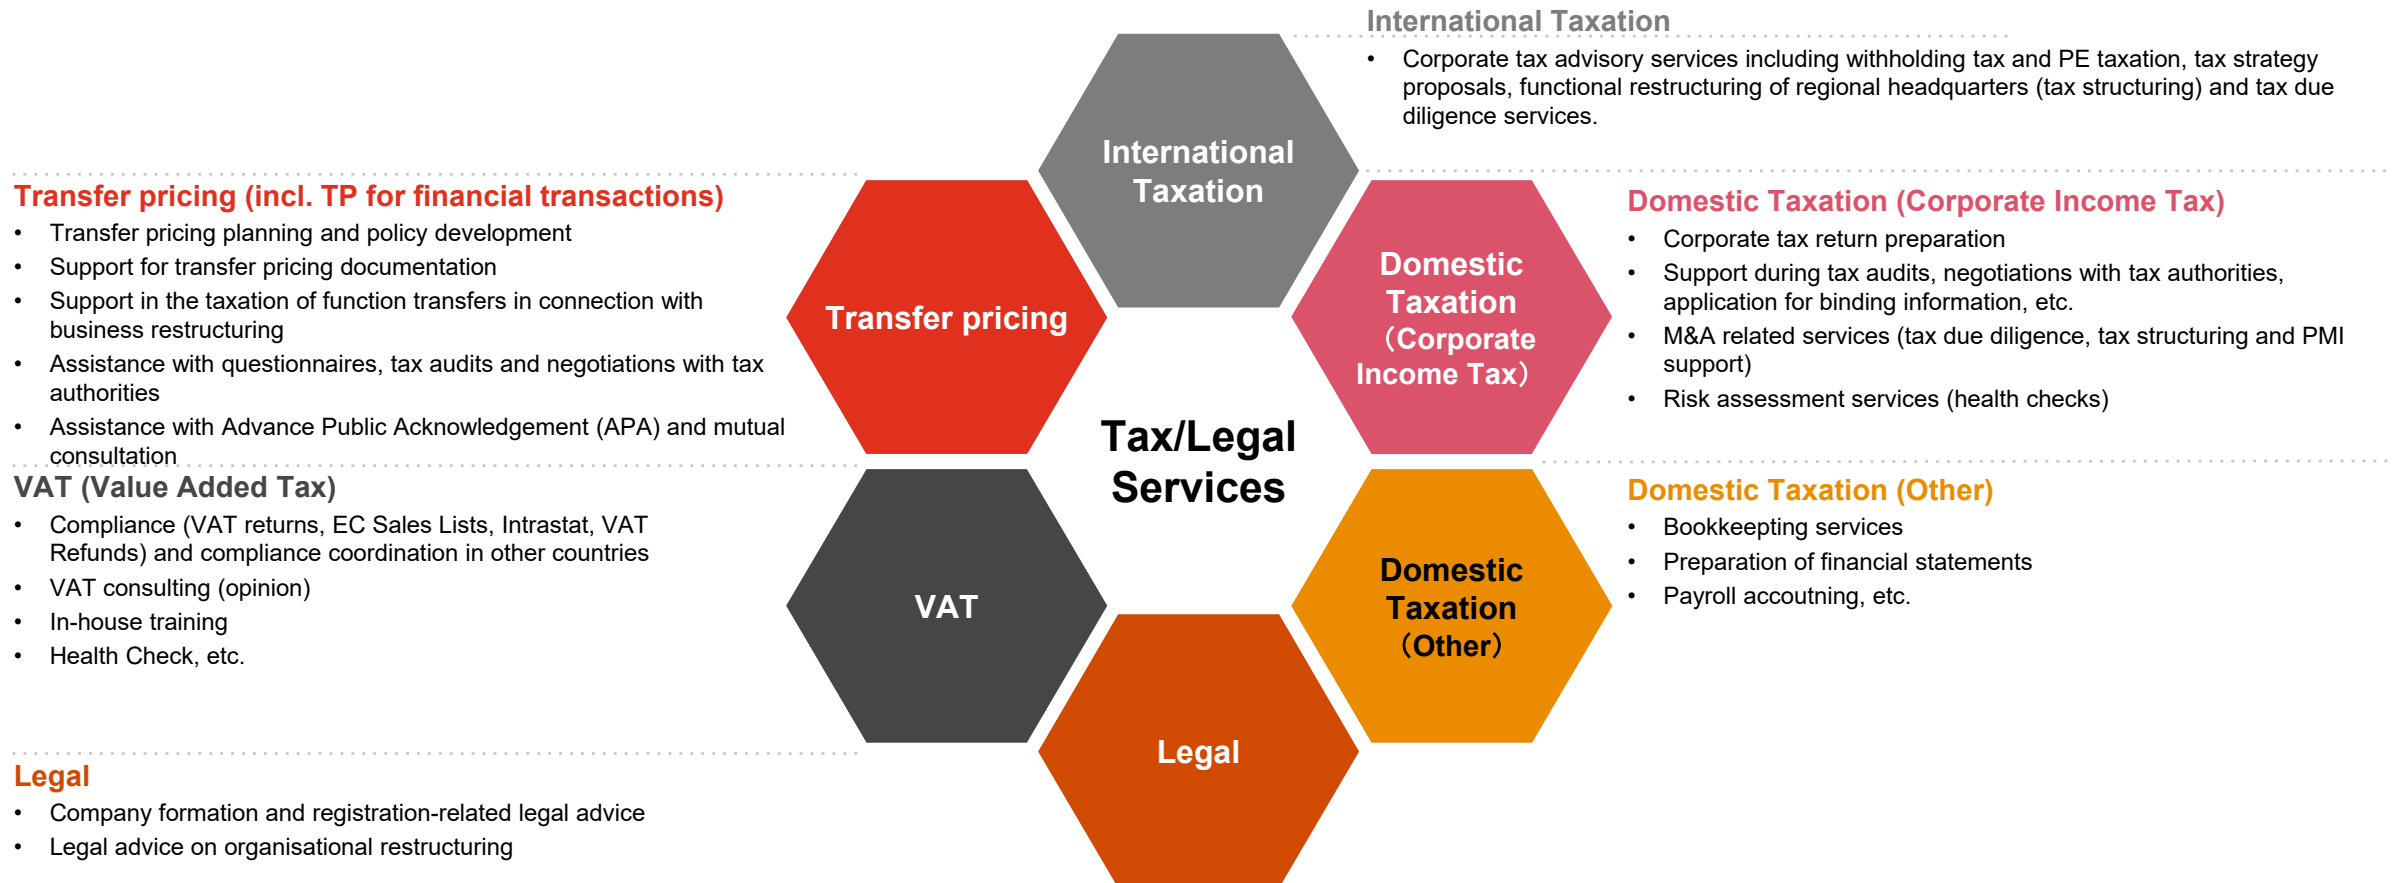 International Taxation
• Corporate tax advisory services including withholding tax and PE taxation, tax strategy
proposals, functional restructuring of regional headquarters (tax structuring) and tax due
diligence services.
Transfer pricing (incl. TP for financial transactions)
• Transfer pricing planning and policy development
• Support for transfer pricing documentation
• Support in the taxation of function transfers in connection with
business restructuring
• Assistance with questionnaires, tax audits and negotiations with tax
authorities
• Assistance with Advance Public Acknowledgement (APA) and mutual
consultation
VAT (Value Added Tax)
• Compliance (VAT returns, EC Sales Lists, Intrastat, VAT
Refunds) and compliance coordination in other countries
• VAT consulting (opinion)
• In-house training
• Health Check, etc.
Legal
• Company formation and registration-related legal advice
• Legal advice on organisational restructuring
International
Taxation
Transfer pricing
Domestic
Taxation
（Corporate
Income Tax）
Tax/Legal
Services
VAT
Domestic
Taxation
（Other）
Legal
Domestic Taxation (Corporate Income Tax)
• Corporate tax return preparation
• Support during tax audits, negotiations with tax authorities,
application for binding information, etc.
• M&A related services (tax due diligence, tax structuring and PMI
support)
• Risk assessment services (health checks)
Domestic Taxation (Other)
• Bookkeepting services
• Preparation of financial statements
• Payroll accoutning, etc.